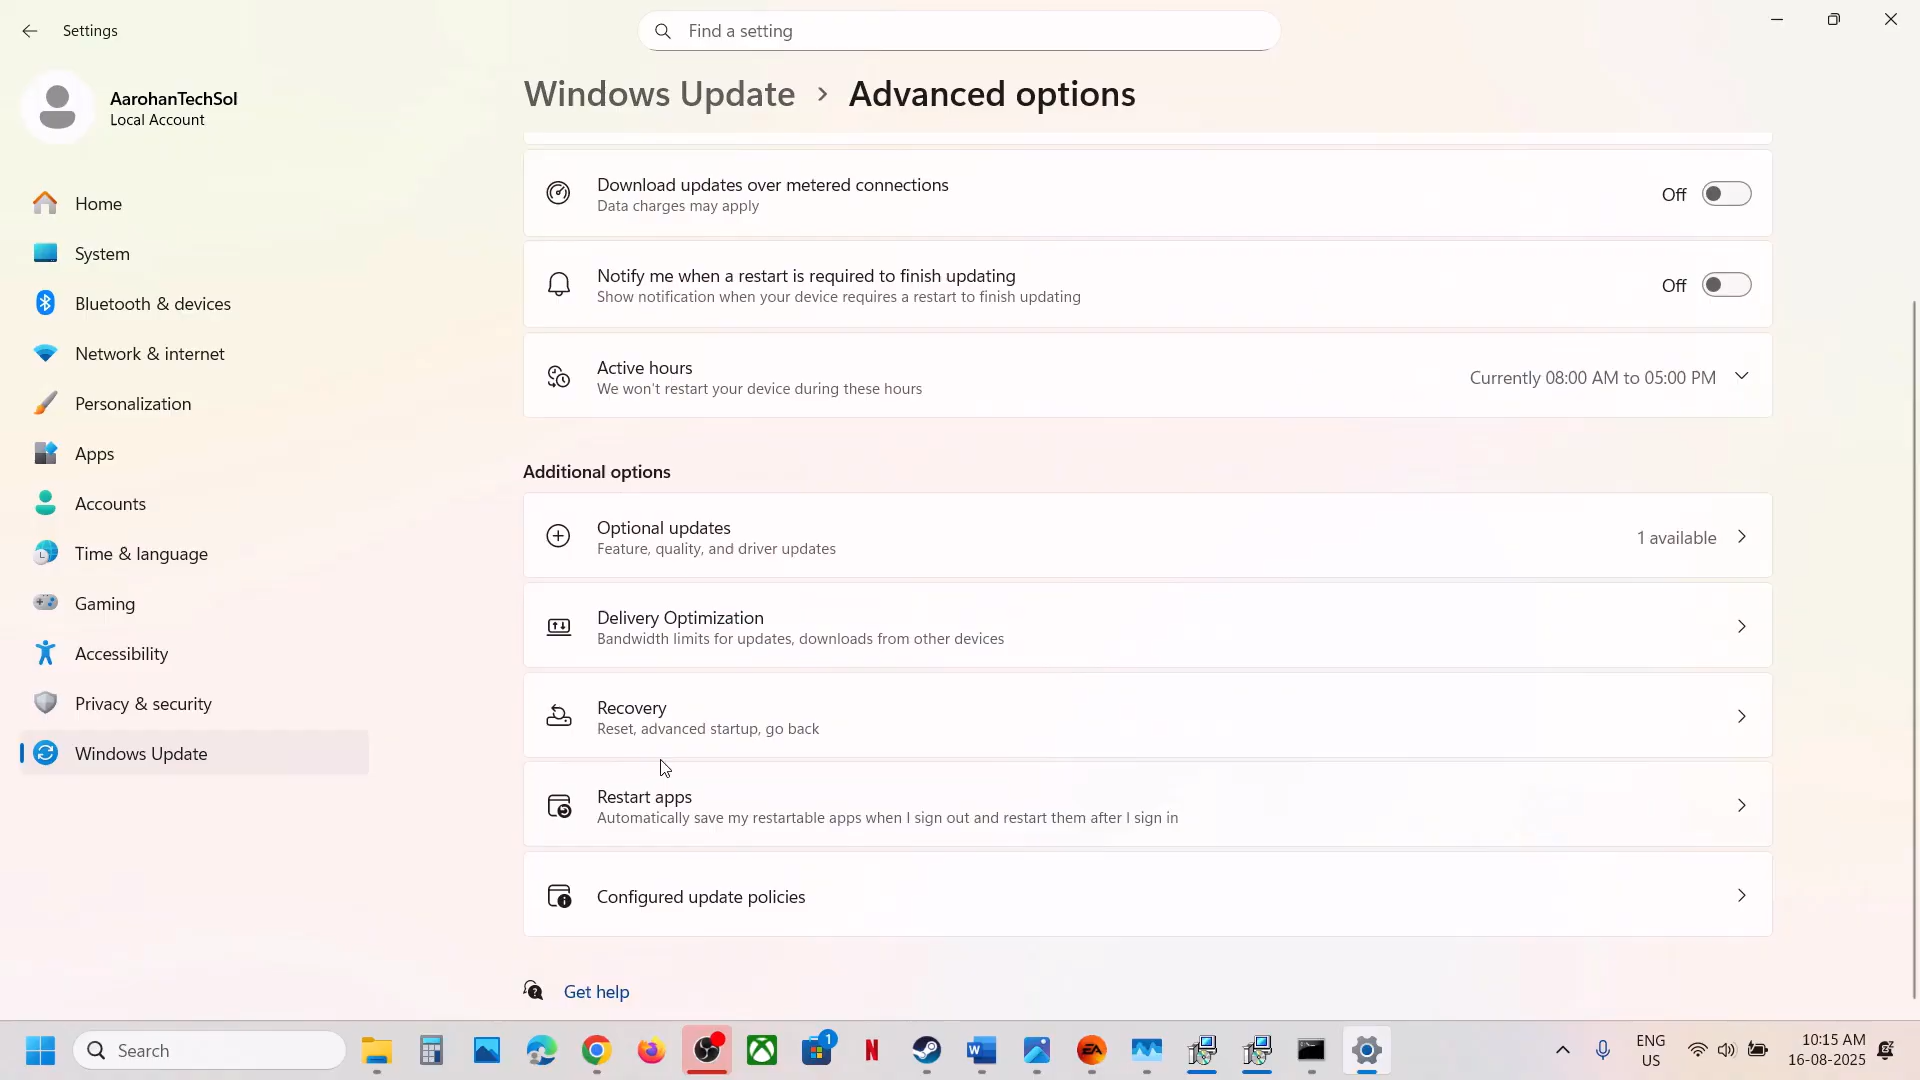 Settings
Find a setting
AarohanTechSol
Local Account
Home
System
Bluetooth & devices
Network & internet
Personalization
Apps
Accounts
Time & language
Gaming
Accessibility
Privacy & security
Windows Update
Windows Update > Advanced options
Download updates over metered connections
Data charges may apply
Off
Notify me when a restart is required to finish updating
Show notification when your device requires a restart to finish updating
Off
Active hours
We won't restart your device during these hours
Currently 08:00 AM to 05:00 PM
Additional options
Optional updates
Feature, quality, and driver updates
1 available
Delivery Optimization
Bandwidth limits for updates, downloads from other devices
Recovery
Reset, advanced startup, go back
Restart apps
Automatically save my restartable apps when I sign out and restart them after I sign in
Configured update policies
Get help
Search
1
ENG
US
10:15 AM
16-08-2025